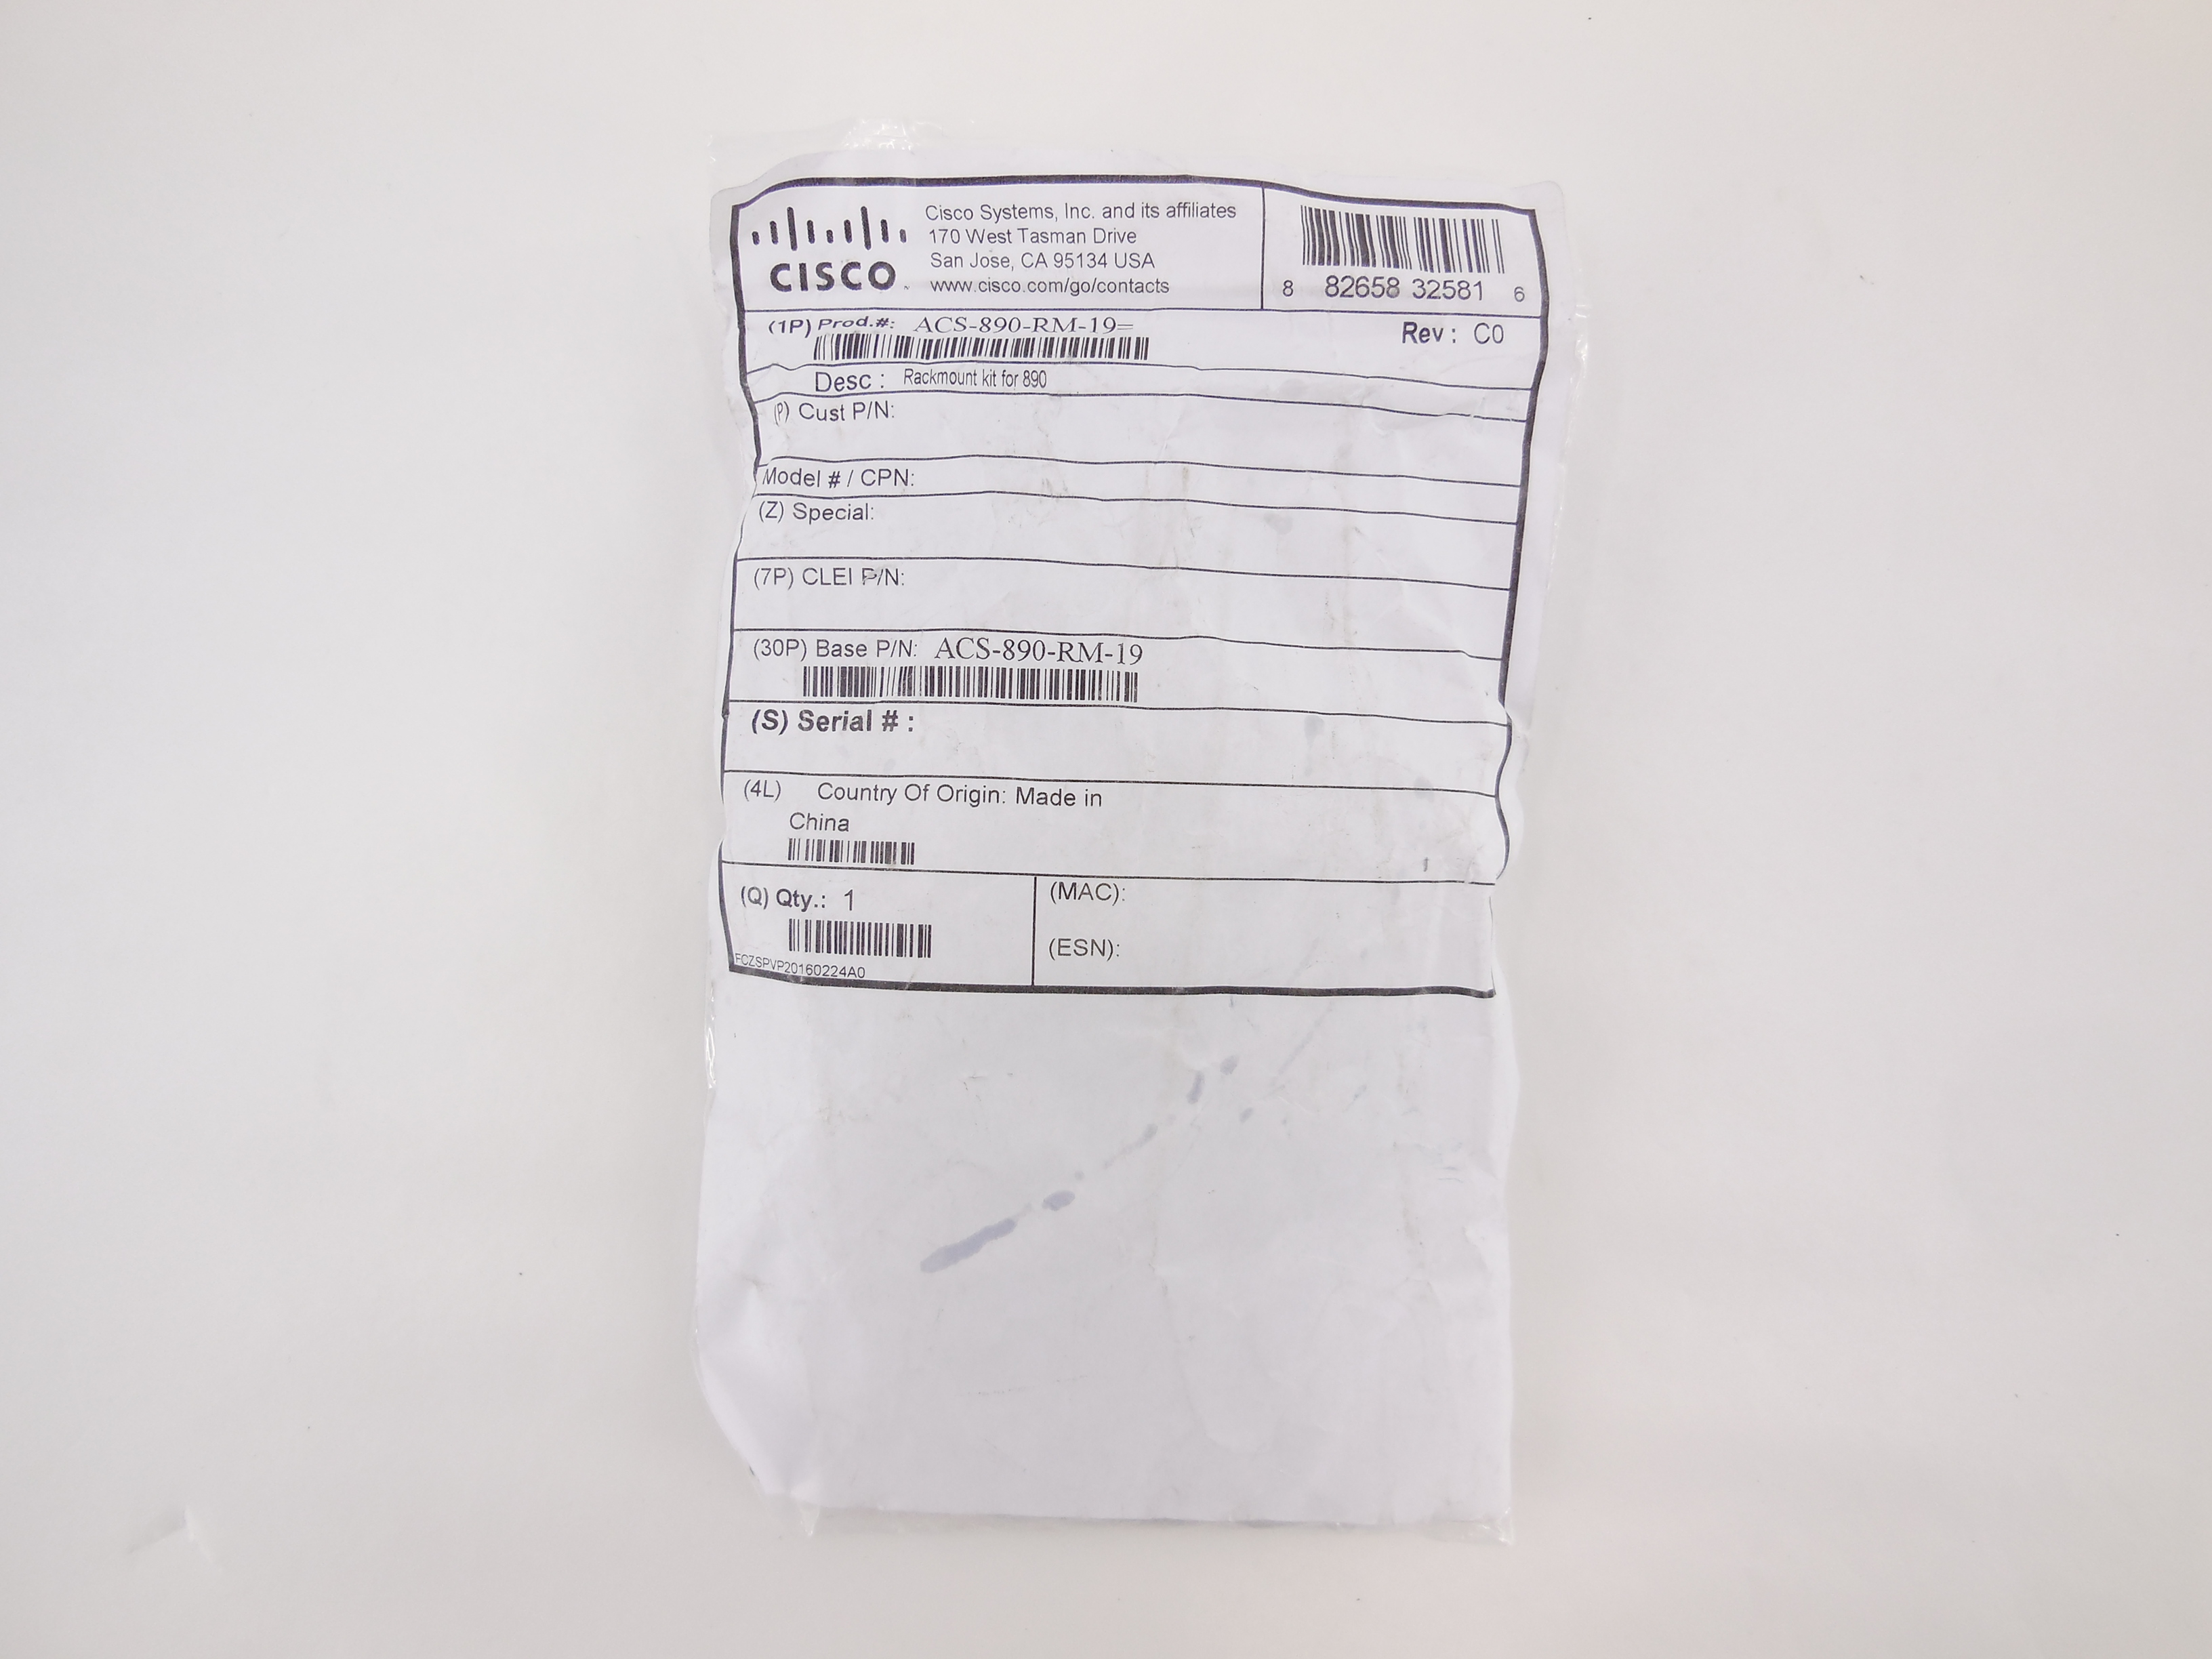 CISCO
Cisco Systems, Inc. and its affiliates
170 West Tasman Drive
San Jose, CA 95134 USA
www.cisco.com/go/contacts
8 82658 32581 6
(1P) Prod.#: ACS-890-RM-19=
Rev : C0
Desc : Rackmount kit for 890
(P) Cust P/N:
Model # / CPN:
(Z) Special:
(7P) CLEI P/N:
(30P) Base P/N: ACS-890-RM-19
(S) Serial # :
(4L) Country Of Origin: Made in
China
(Q) Qty.: 1
(MAC):
(ESN):
FCZSPVP20160224A0